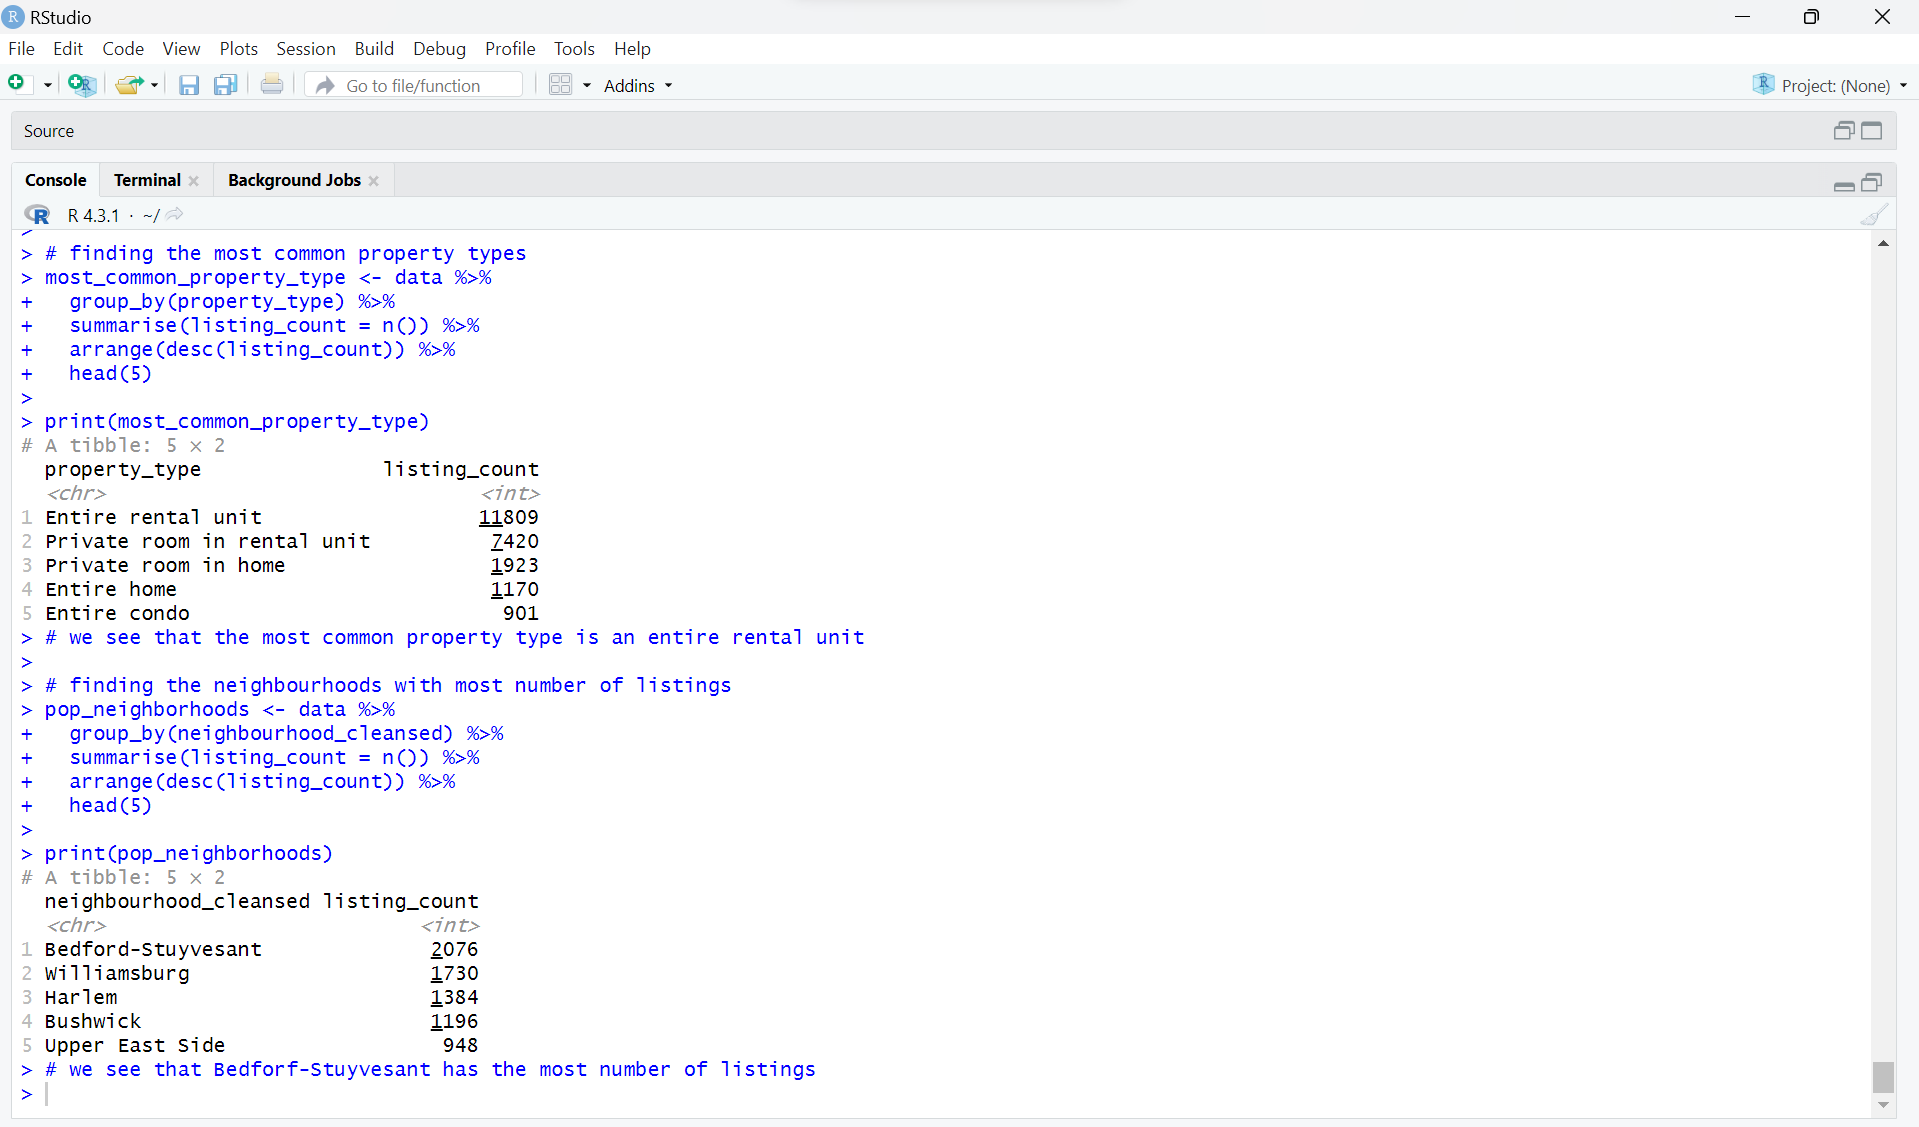 RStudio
File Edit Code View Plots Session Build Debug Profile Tools Help
Go to file/function Addins Project: (None)
Source
Console Terminal Background Jobs
R R 4.3.1 · ~/
>
> # finding the most common property types
> most_common_property_type <- data %>%
+   group_by(property_type) %>%
+   summarise(listing_count = n()) %>%
+   arrange(desc(listing_count)) %>%
+   head(5)
>
> print(most_common_property_type)
# A tibble: 5 × 2
  property_type               listing_count
  <chr>                               <int>
1 Entire rental unit                  11809
2 Private room in rental unit          7420
3 Private room in home                 1923
4 Entire home                          1170
5 Entire condo                          901
> # we see that the most common property type is an entire rental unit
>
> # finding the neighbourhoods with most number of listings
> pop_neighborhoods <- data %>%
+   group_by(neighbourhood_cleansed) %>%
+   summarise(listing_count = n()) %>%
+   arrange(desc(listing_count)) %>%
+   head(5)
>
> print(pop_neighborhoods)
# A tibble: 5 × 2
  neighbourhood_cleansed listing_count
  <chr>                          <int>
1 Bedford-Stuyvesant              2076
2 Williamsburg                    1730
3 Harlem                          1384
4 Bushwick                        1196
5 Upper East Side                  948
> # we see that Bedforf-Stuyvesant has the most number of listings
>